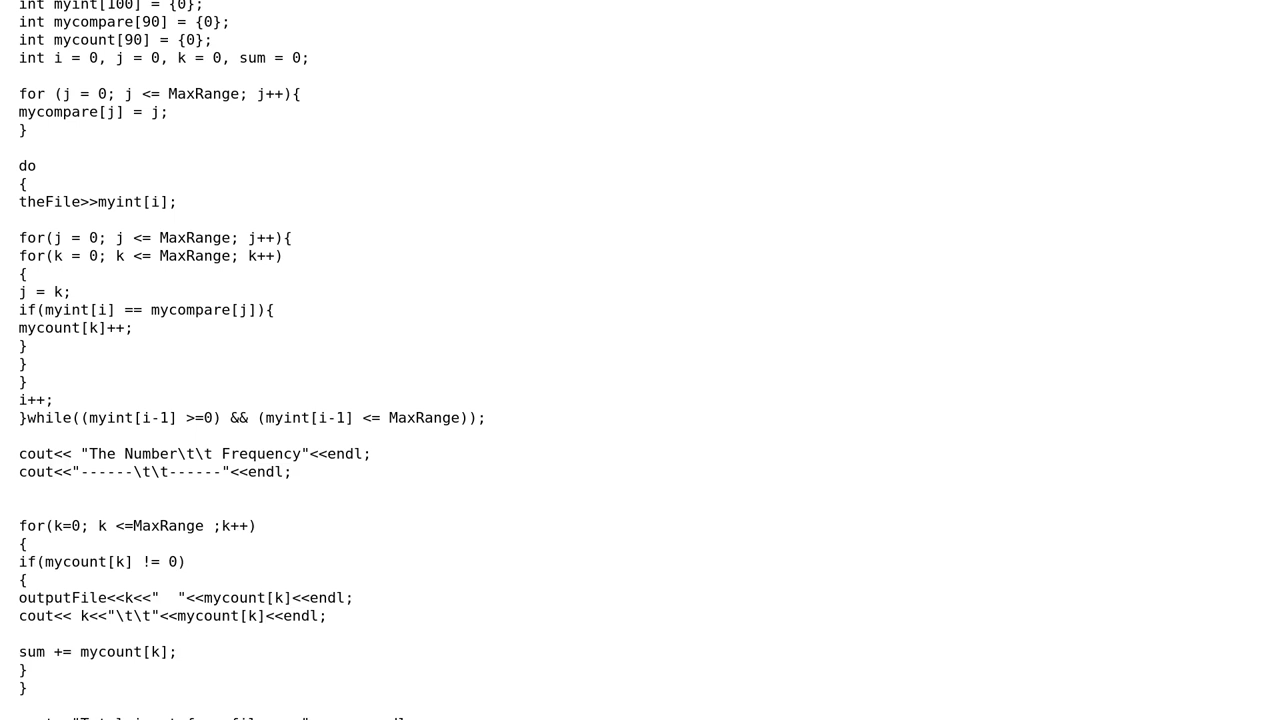 int myint[100] = {0};
int mycompare[90] = {0};
int mycount[90] = {0};
int i = 0, j = 0, k = 0, sum = 0;
for (j = 0; j <= MaxRange; j++){
mycompare[j] = j;
}
do
{
theFile>>myint[i];
for(j = 0; j <= MaxRange; j++){
for(k = 0; k <= MaxRange; k++)
{
j = k;
if(myint[i] == mycompare[j]){
mycount[k]++;
}
}
}
i++;
}while((myint[i-1] >=0) && (myint[i-1] <= MaxRange));
cout<< "The Number\t\t Frequency"<<endl;
cout<<"------\t\t------"<<endl;
for(k=0; k <=MaxRange ;k++)
{
if(mycount[k] != 0)
{
outputFile<<k<<"  "<<mycount[k]<<endl;
cout<< k<<"\t\t"<<mycount[k]<<endl;
sum += mycount[k];
}
}